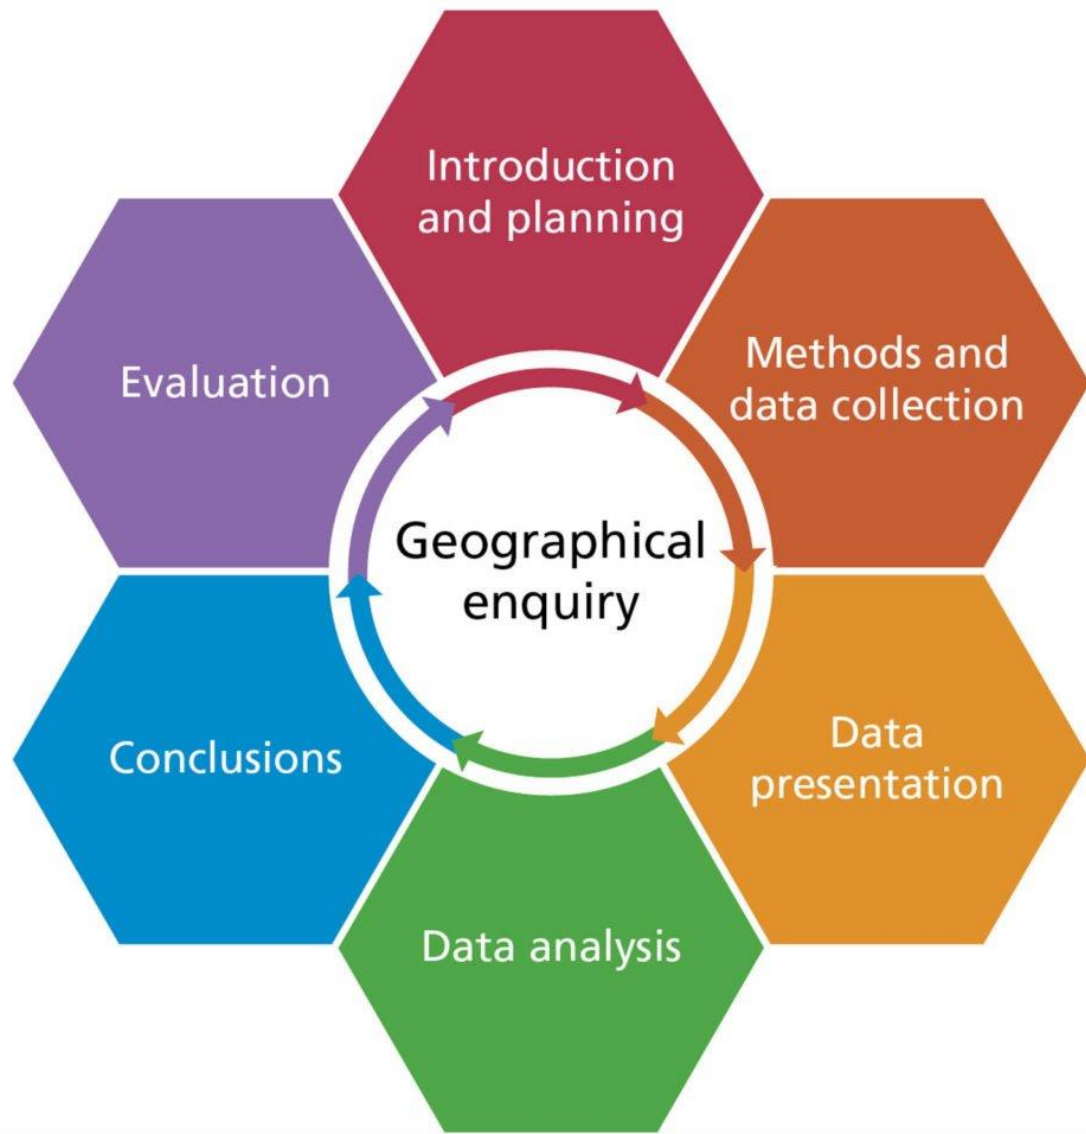 Introduction
and planning
Methods and
data collection
Data
presentation
Data analysis
Conclusions
Evaluation
Geographical
enquiry